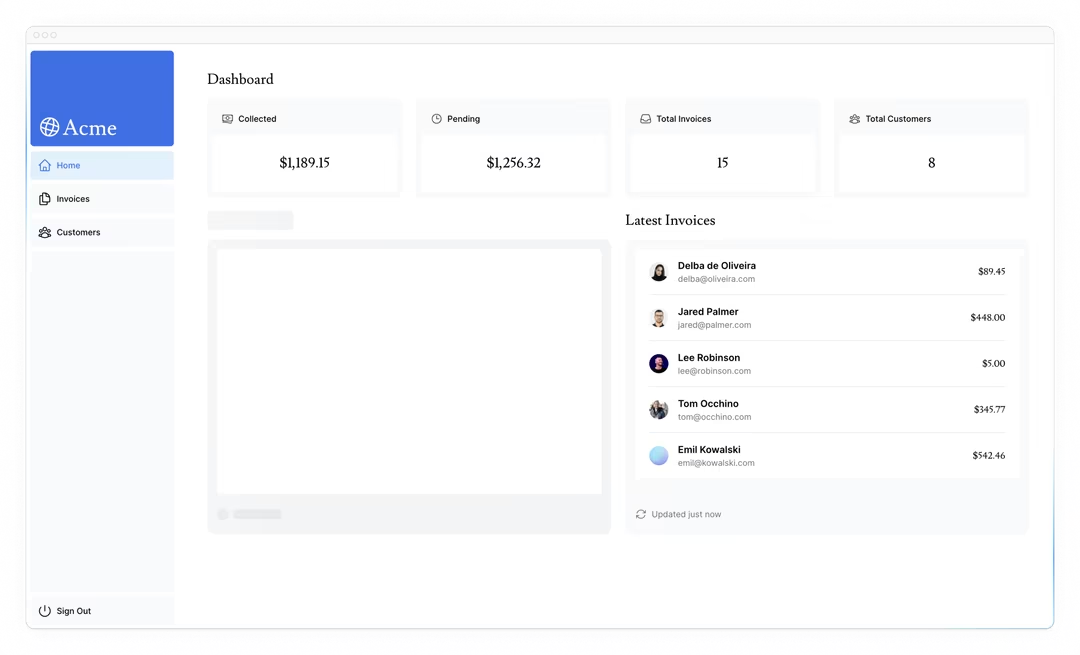 Acme
Home
Invoices
Customers
Sign Out
Dashboard
Collected
$1,189.15
Pending
$1,256.32
Total Invoices
15
Total Customers
8
Latest Invoices
Delba de Oliveira
delba@oliveira.com
$89.45
Jared Palmer
jared@palmer.com
$448.00
Lee Robinson
lee@robinson.com
$5.00
Tom Occhino
tom@occhino.com
$345.77
Emil Kowalski
emil@kowalski.com
$542.46
Updated just now